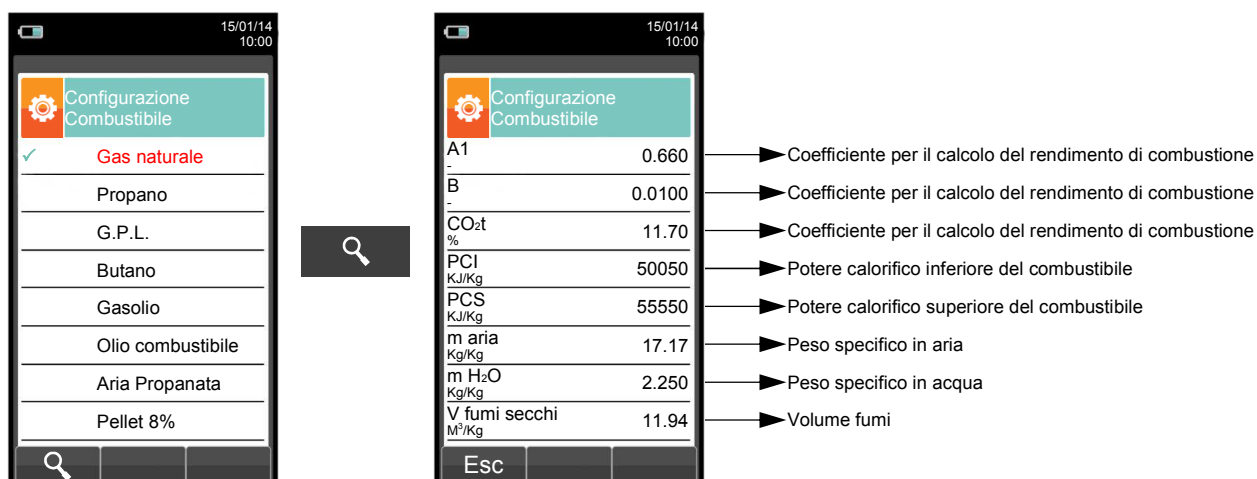 15/01/14
10:00
Configurazione
Combustibile
✓ Gas naturale
Propano
G.P.L.
Butano
Gasolio
Olio combustibile
Aria Propanata
Pellet 8%
15/01/14
10:00
Configurazione
Combustibile
A1
-
0.660
Coefficiente per il calcolo del rendimento di combustione
B
-
0.0100
Coefficiente per il calcolo del rendimento di combustione
CO₂t
%
11.70
Coefficiente per il calcolo del rendimento di combustione
PCI
KJ/Kg
50050
Potere calorifico inferiore del combustibile
PCS
KJ/Kg
55550
Potere calorifico superiore del combustibile
m aria
Kg/Kg
17.17
Peso specifico in aria
m H₂O
Kg/Kg
2.250
Peso specifico in acqua
V fumi secchi
M³/Kg
11.94
Volume fumi
Esc